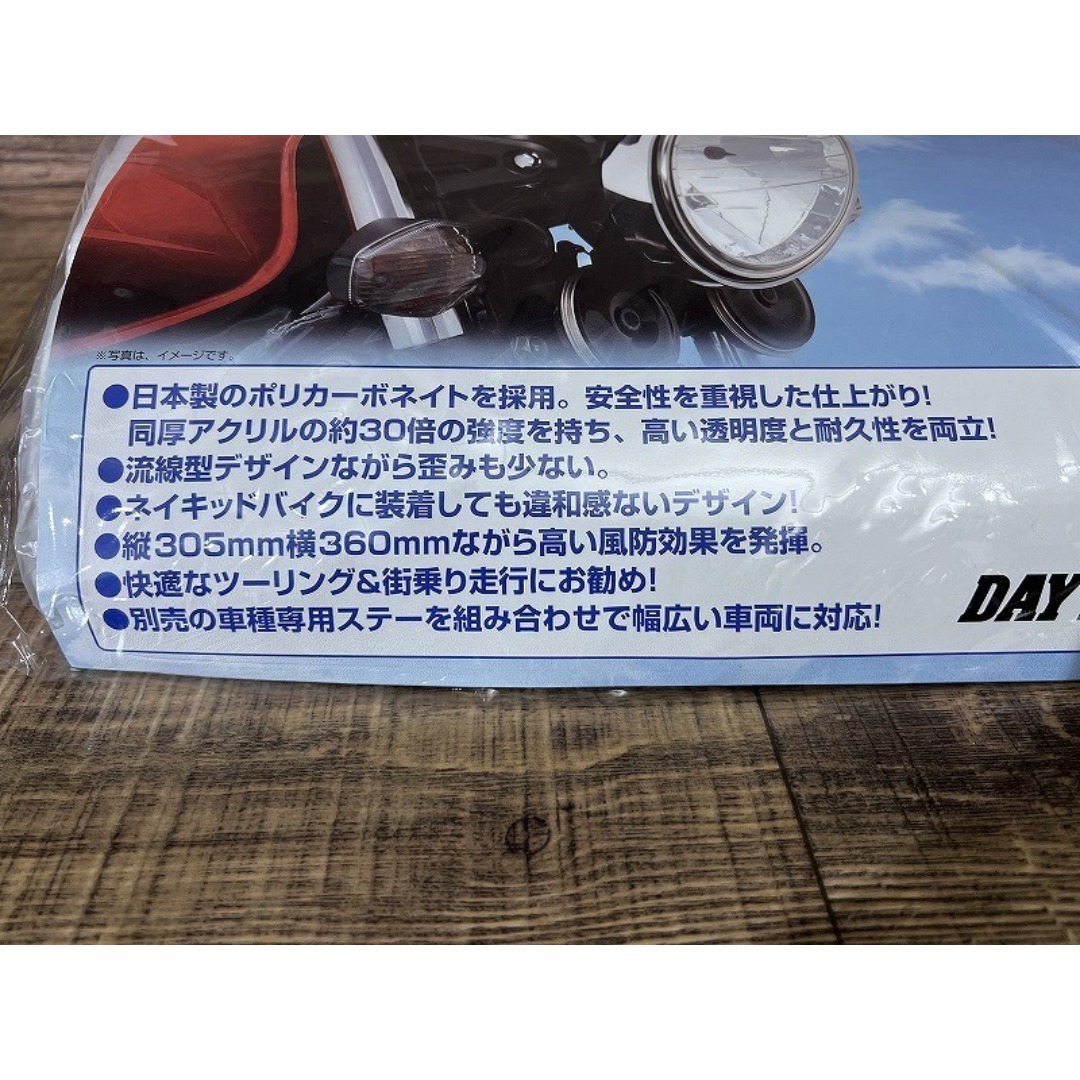 ※写真は、イメージです。
●日本製のポリカーボネイトを採用。安全性を重視した仕上がり!
同厚アクリルの約30倍の強度を持ち、高い透明度と耐久性を両立!
●流線型デザインながら歪みも少ない。
●ネイキッドバイクに装着しても違和感ないデザイン!
●縦305mm横360mmながら高い風防効果を発揮。
●快適なツーリング&街乗り走行にお勧め!
●別売の車種専用ステーを組み合わせで幅広い車両に対応!
DAY